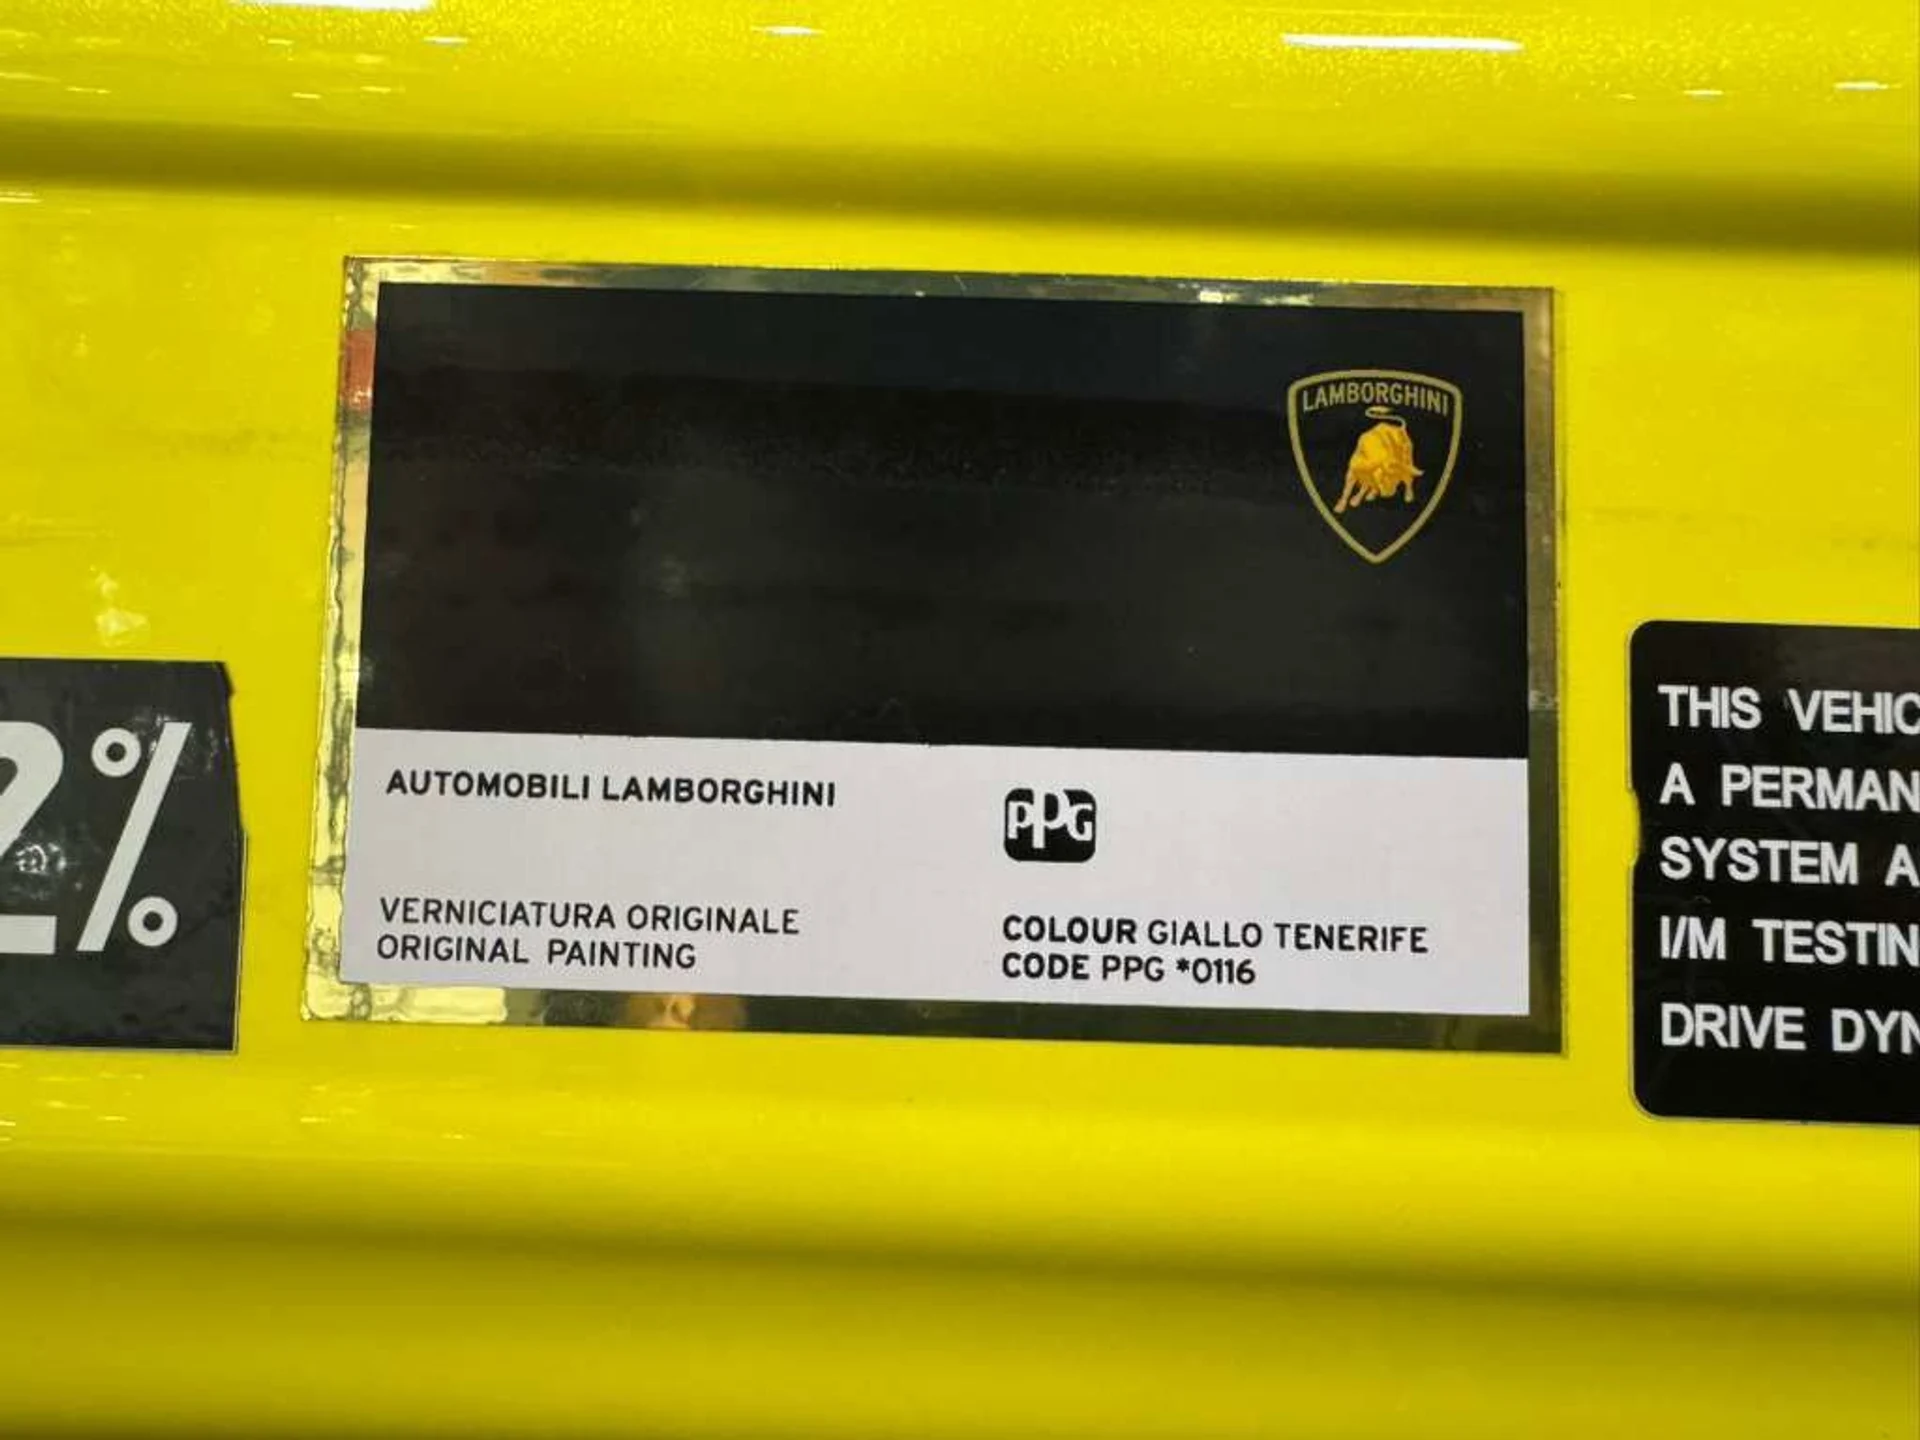 LAMBORGHINI
AUTOMOBILI LAMBORGHINI
PPG
VERNICIATURA ORIGINALE
ORIGINAL PAINTING
COLOUR GIALLO TENERIFE
CODE PPG *0116
2%
THIS VEHIC
A PERMAN
SYSTEM A
I/M TESTIN
DRIVE DYN